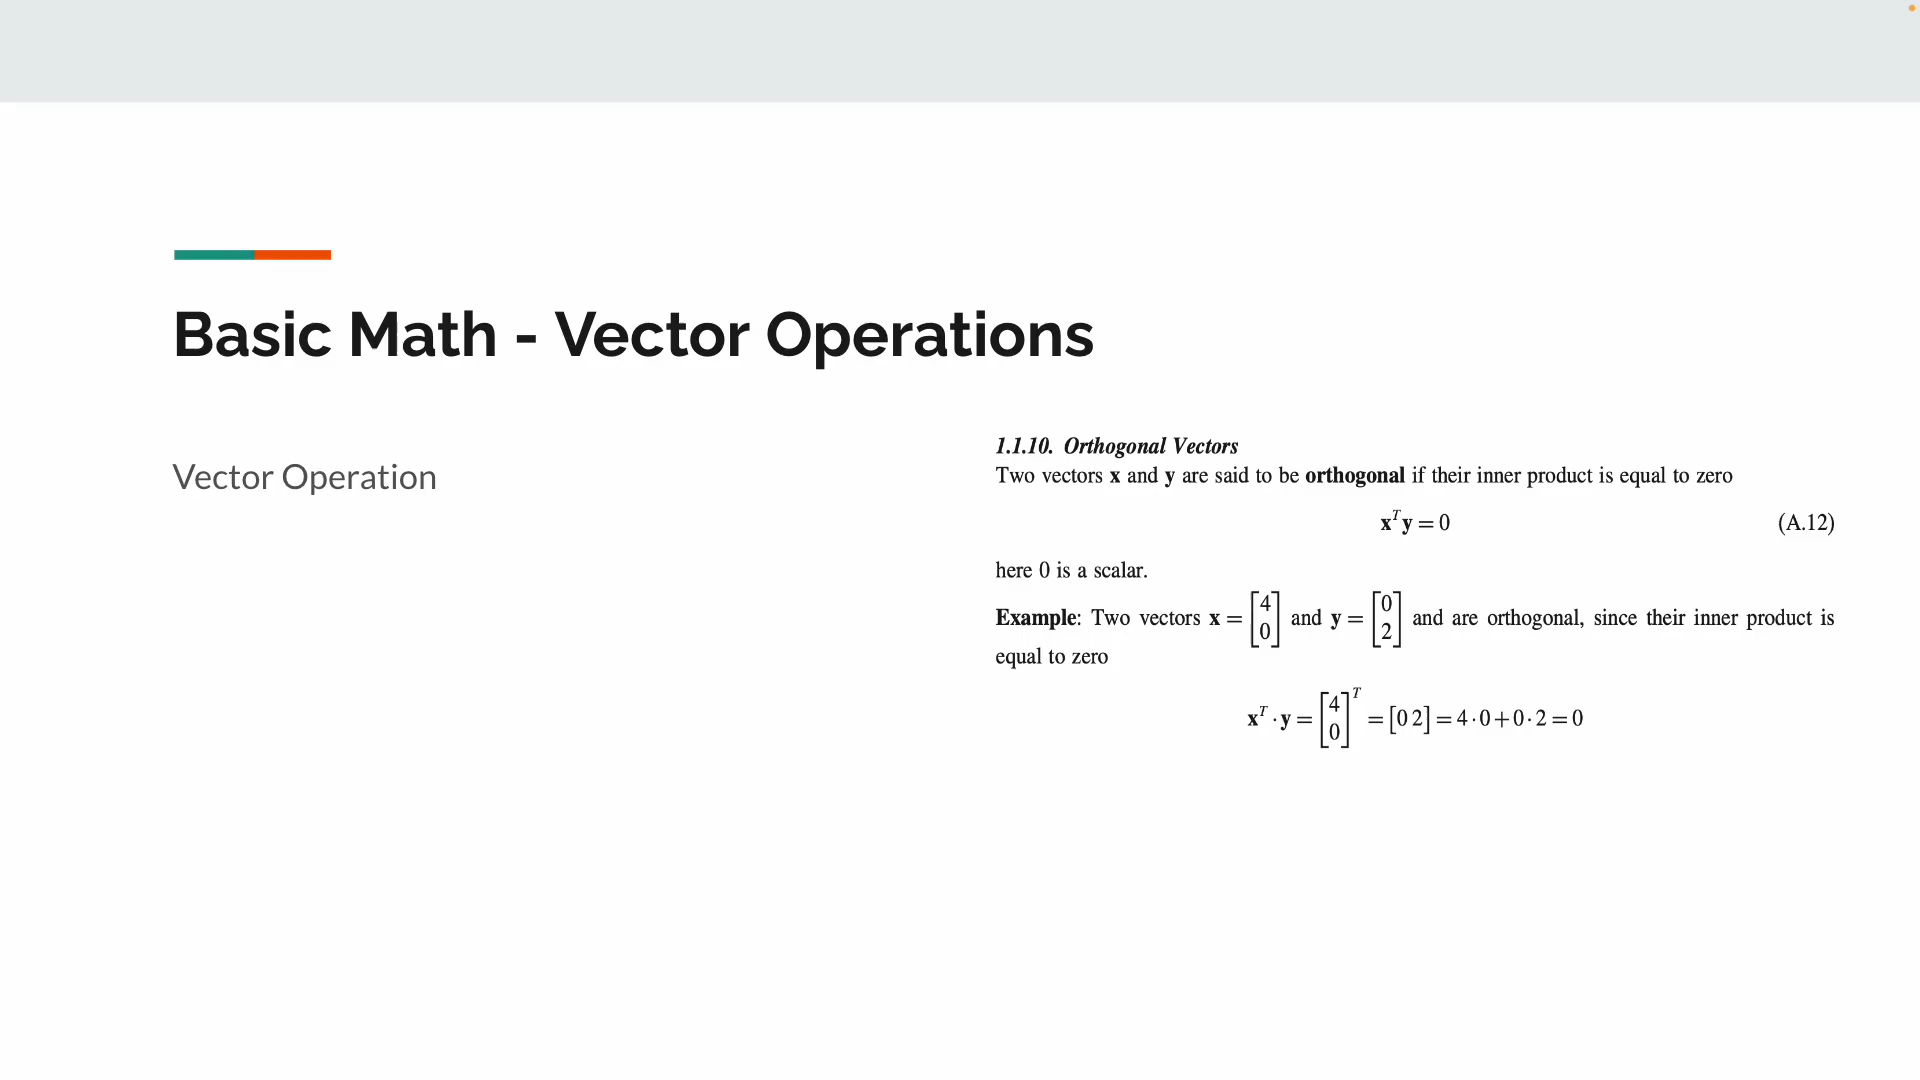 Basic Math - Vector Operations
Vector Operation
1.1.10. Orthogonal Vectors
Two vectors x and y are said to be orthogonal if their inner product is equal to zero
x^T y = 0 (A.12)
here 0 is a scalar.
Example: Two vectors x = [4 0] and y = [0 2] and are orthogonal, since their inner product is
equal to zero
x^T · y = [4 0]^T = [0 2] = 4 · 0 + 0 · 2 = 0